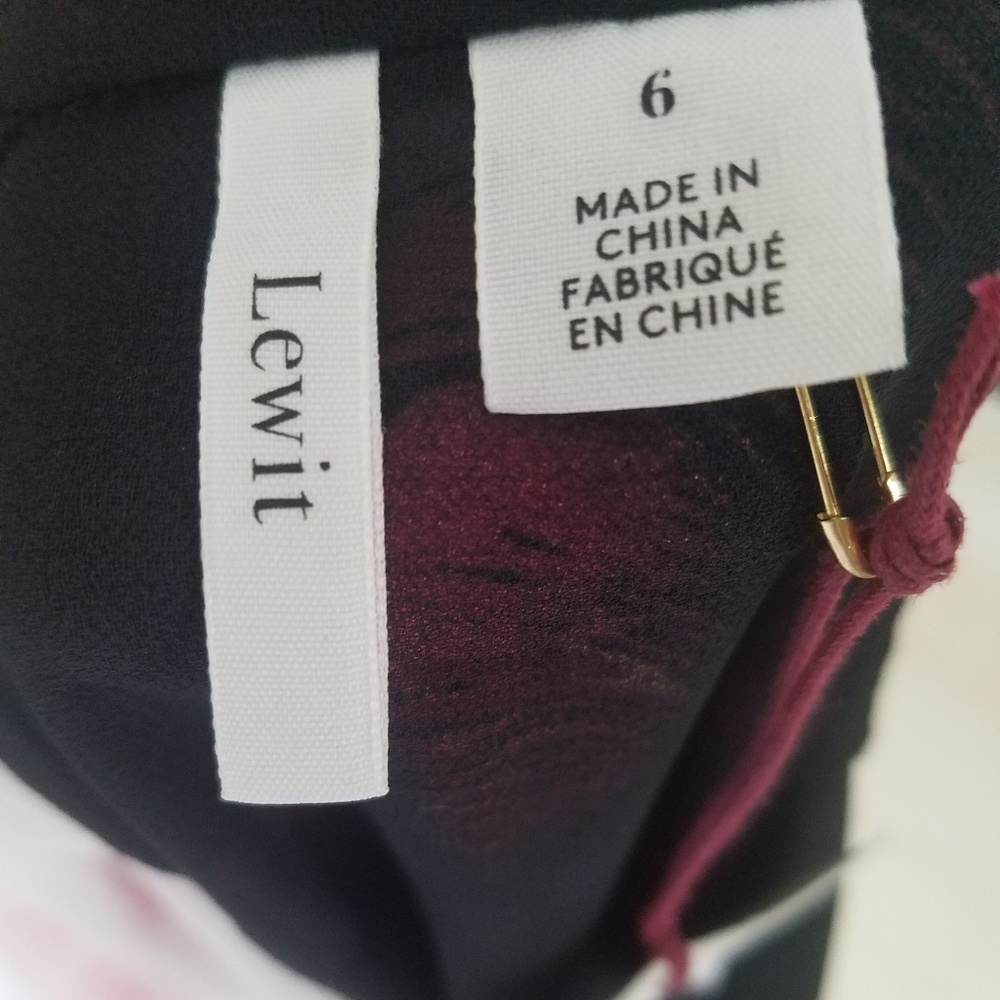 Lewit
6
MADE IN
CHINA
FABRIQUÉ
EN CHINE